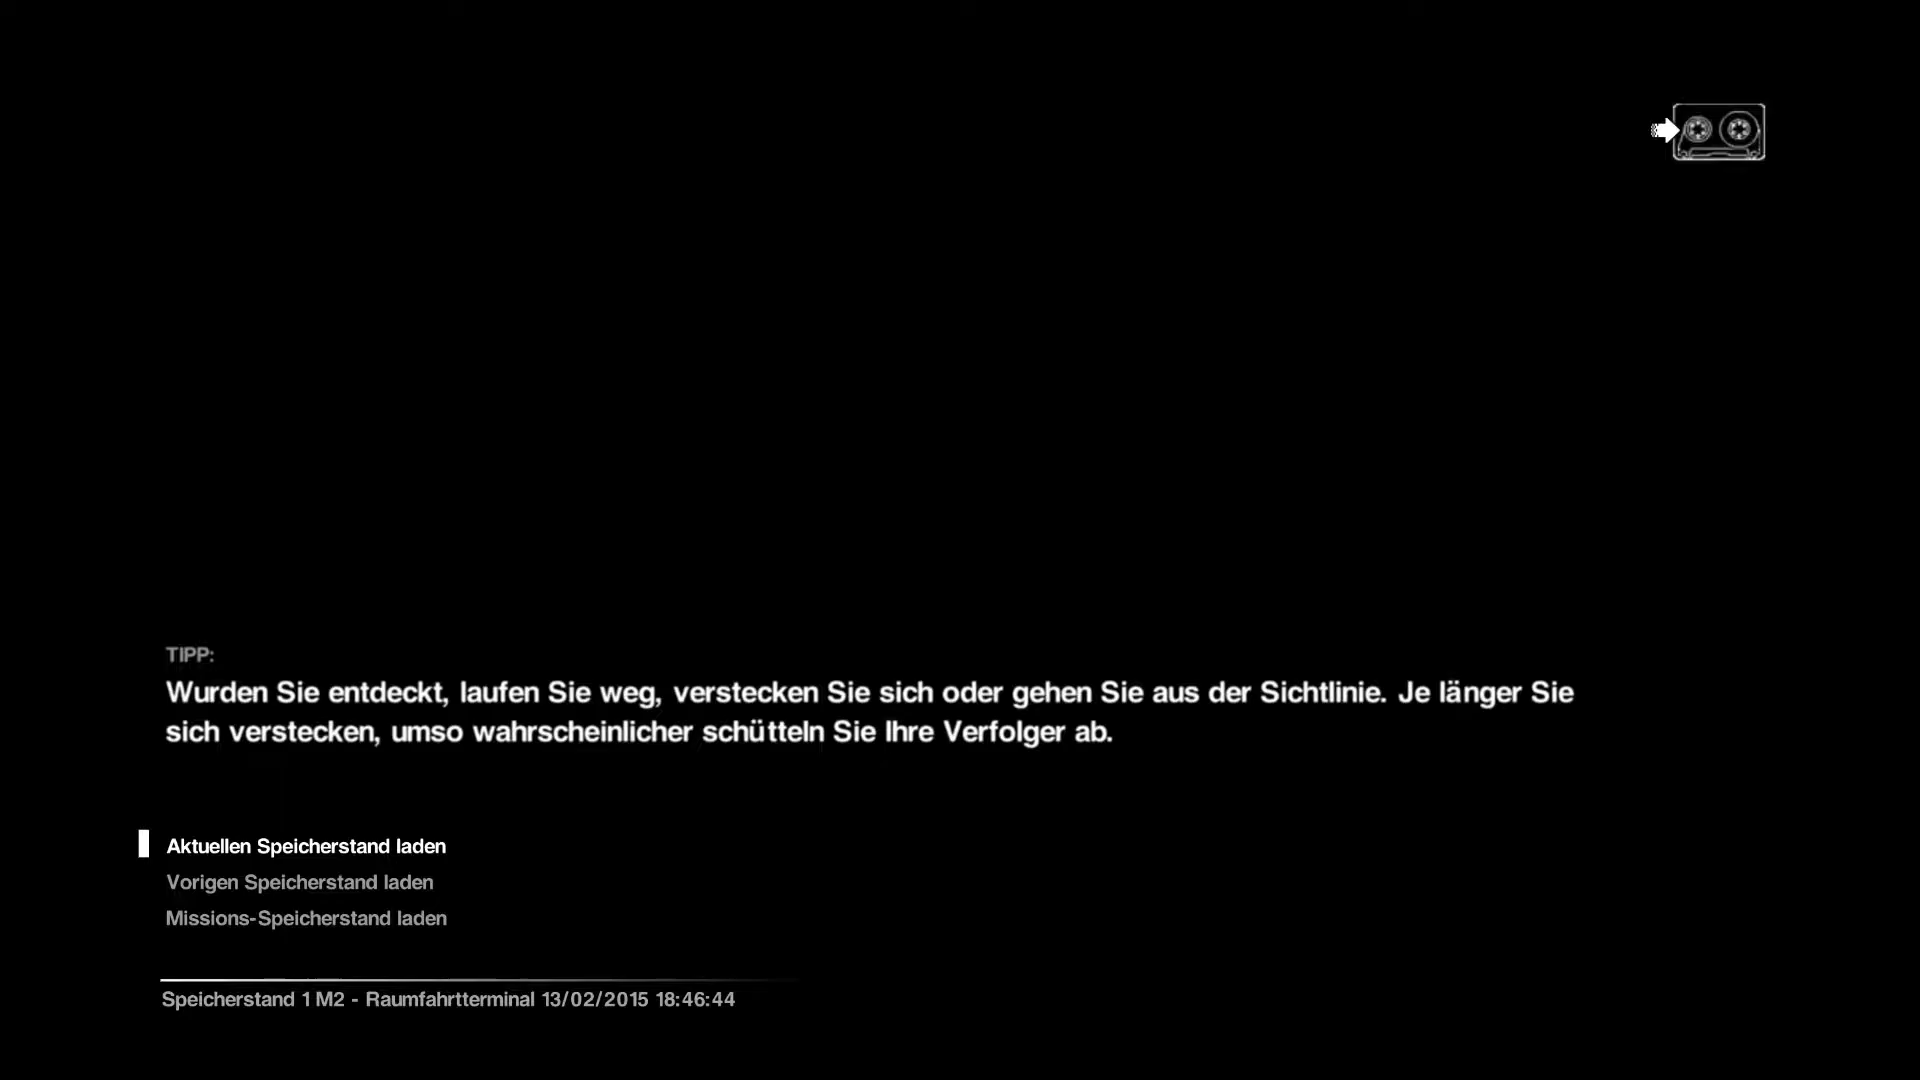 TIPP:
Wurden Sie entdeckt, laufen Sie weg, verstecken Sie sich oder gehen Sie aus der Sichtlinie. Je länger Sie
sich verstecken, umso wahrscheinlicher schütteln Sie Ihre Verfolger ab.
Aktuellen Speicherstand laden
Vorigen Speicherstand laden
Missions-Speicherstand laden
Speicherstand 1 M2 - Raumfahrtterminal 13/02/2015 18:46:44